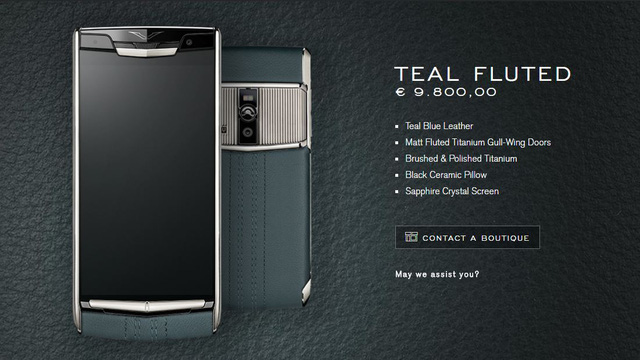 TEAL FLUTED
€ 9.800,00
Teal Blue Leather
Matt Fluted Titanium Gull-Wing Doors
Brushed & Polished Titanium
Black Ceramic Pillow
Sapphire Crystal Screen
CONTACT A BOUTIQUE
May we assist you?